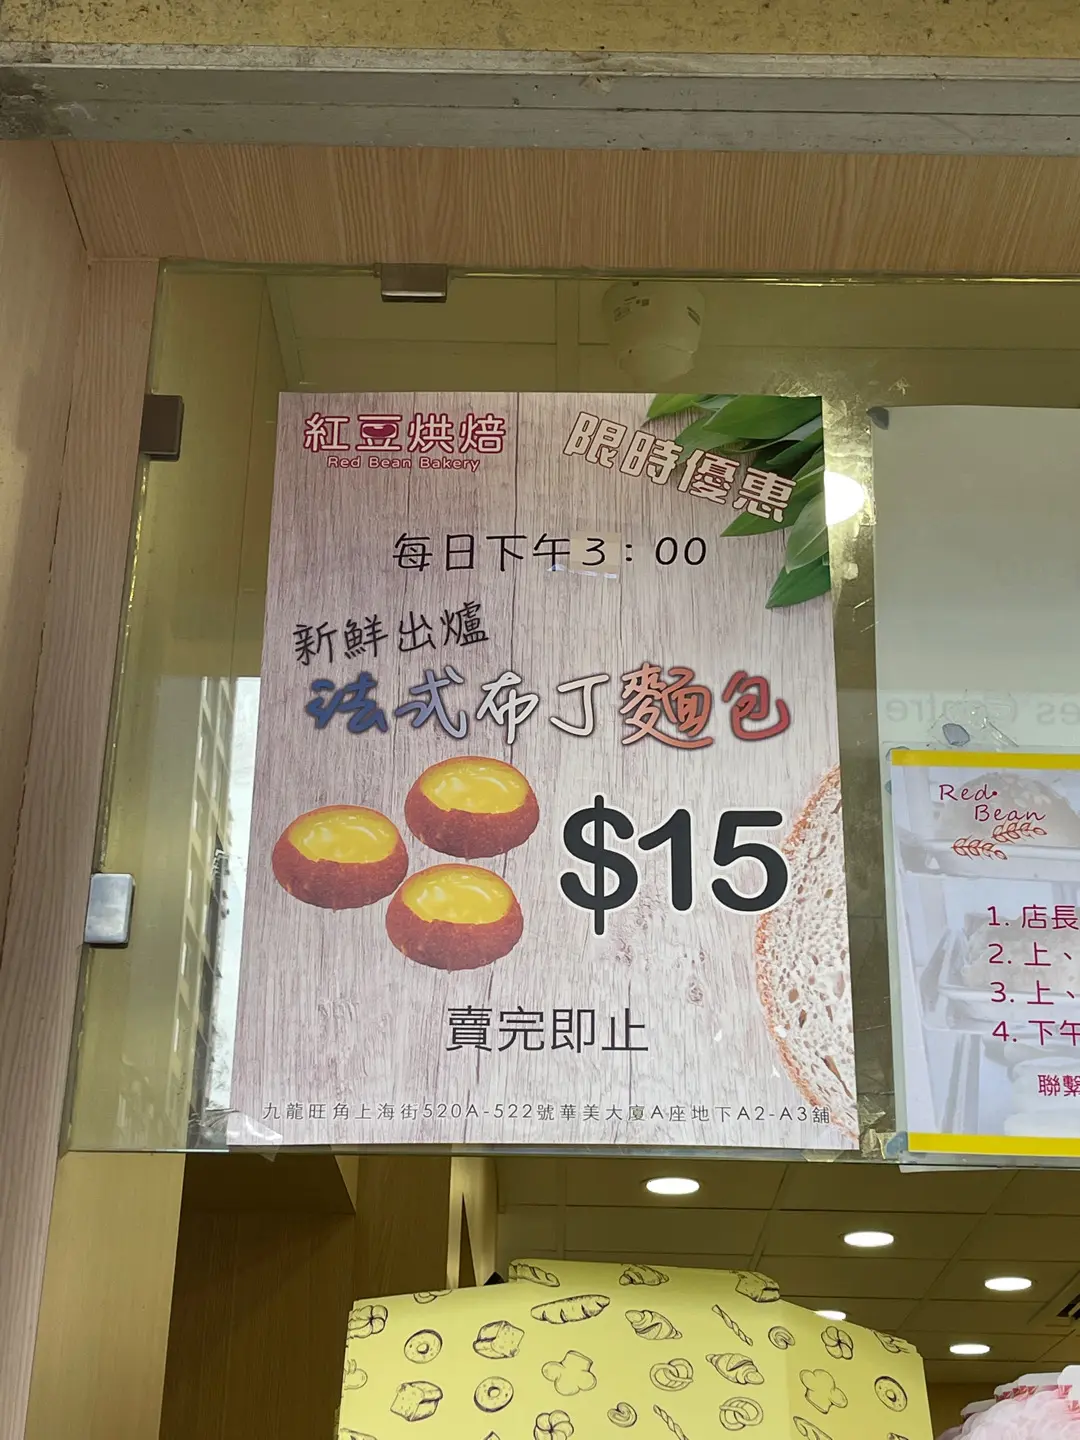 紅豆烘焙
Red Bean Bakery
限時優惠
每日下午3:00
新鮮出爐
法式布丁麵包
$15
賣完即止
九龍旺角上海街520A-522號華美大廈A座地下A2-A3舖
Red
Bean
1. 店長
2. 上、
3. 上、
4. 下午
聯繫